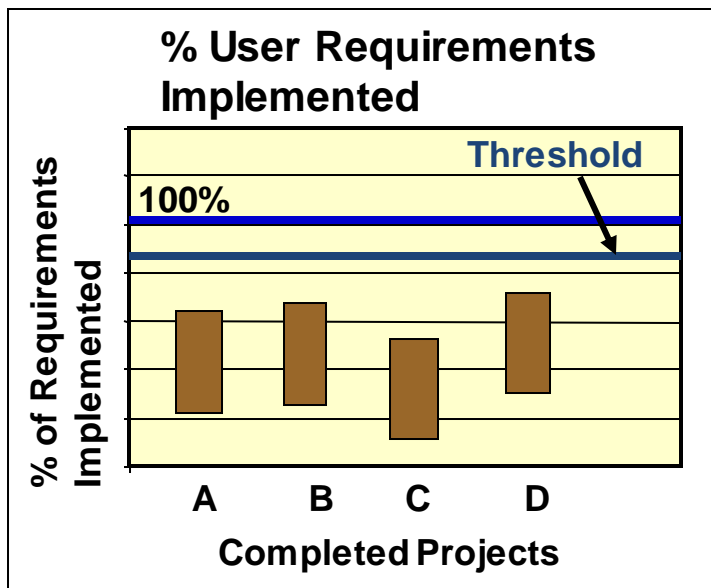 % User Requirements
Implemented
Threshold
100%
% of Requirements
Implemented
A B C D
Completed Projects